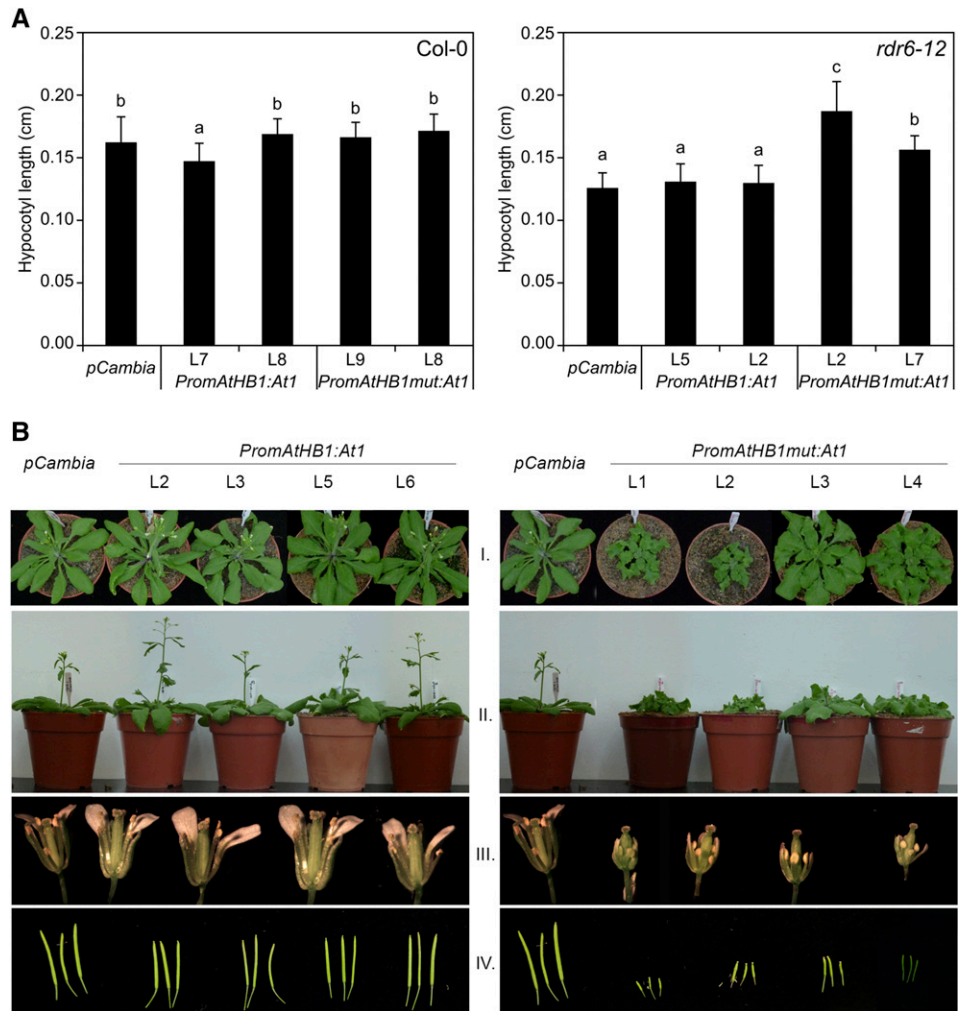 A
0.25
0.20
0.15
0.10
0.05
0.00
Hypocotyl length (cm)
Col-0
b
a
b
b
b
pCambia
L7 L8
PromAtHB1:At1
L9 L8
PromAtHB1mut:At1
0.25
0.20
0.15
0.10
0.05
0.00
Hypocotyl length (cm)
rdr6-12
a
a
a
c
b
pCambia
L5 L2
PromAtHB1:At1
L2 L7
PromAtHB1mut:At1
B
pCambia
PromAtHB1:At1
L2 L3 L5 L6
pCambia
PromAtHB1mut:At1
L1 L2 L3 L4
I.
II.
III.
IV.